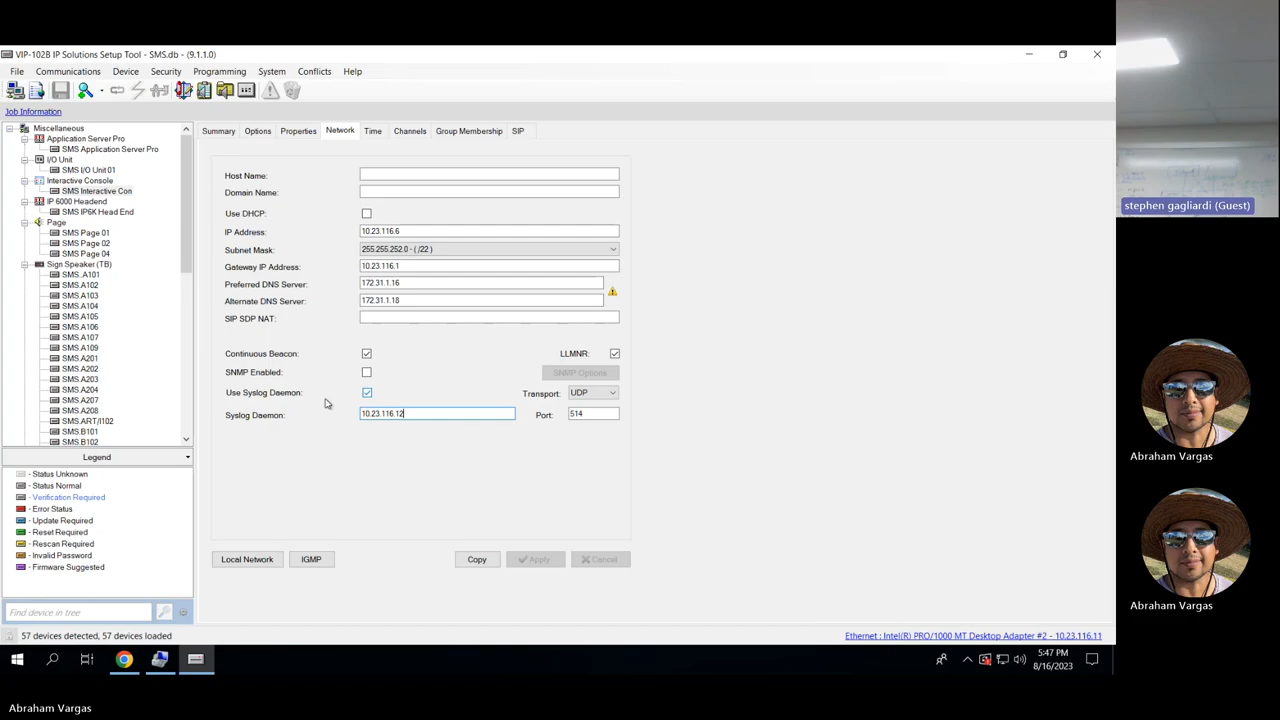 VIP-102B IP Solutions Setup Tool - SMS.db - (9.1.1.0)
File Communications Device Security Programming System Conflicts Help
Job Information
Miscellaneous
Application Server Pro
SMS Application Server Pro
I/O Unit
SMS I/O Unit 01
Interactive Console
SMS Interactive Con
IP 6000 Headend
SMS IP6K Head End
Page
SMS Page 01
SMS Page 02
SMS Page 04
Sign Speaker (TB)
SMS..A101
SMS.A102
SMS.A103
SMS.A104
SMS.A105
SMS.A106
SMS.A107
SMS.A109
SMS.A201
SMS.A202
SMS.A203
SMS.A204
SMS.A207
SMS.A208
SMS.ART/I102
SMS.B101
SMS.B102
Legend
- Status Unknown
- Status Normal
- Verification Required
- Error Status
- Update Required
- Reset Required
- Rescan Required
- Invalid Password
- Firmware Suggested
Find device in tree
57 devices detected, 57 devices loaded
Summary Options Properties Network Time Channels Group Membership SIP
Host Name:
Domain Name:
Use DHCP:
IP Address: 10.23.116.6
Subnet Mask: 255.255.252.0 - ( /22 )
Gateway IP Address: 10.23.116.1
Preferred DNS Server: 172.31.1.16
Alternate DNS Server: 172.31.1.18
SIP SDP NAT:
Continuous Beacon: LLMNR:
SNMP Enabled: SNMP Options
Use Syslog Daemon: Transport: UDP
Syslog Daemon: 10.23.116.12 Port: 514
Local Network IGMP Copy Apply Cancel
Ethernet : Intel(R) PRO/1000 MT Desktop Adapter #2 - 10.23.116.11
5:47 PM
8/16/2023
stephen gagliardi (Guest)
Abraham Vargas
Abraham Vargas
Abraham Vargas